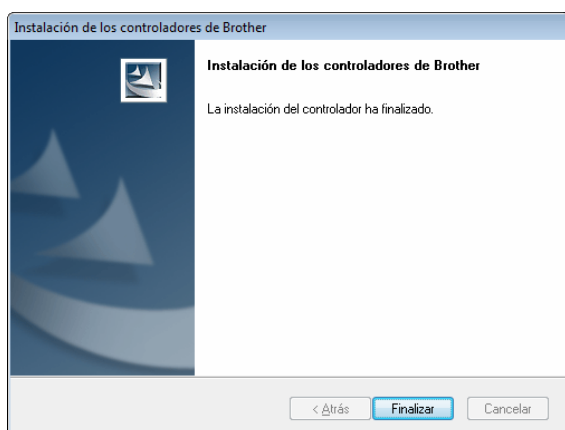 Instalación de los controladores de Brother
Instalación de los controladores de Brother
La instalación del controlador ha finalizado.
< Atrás Finalizar Cancelar